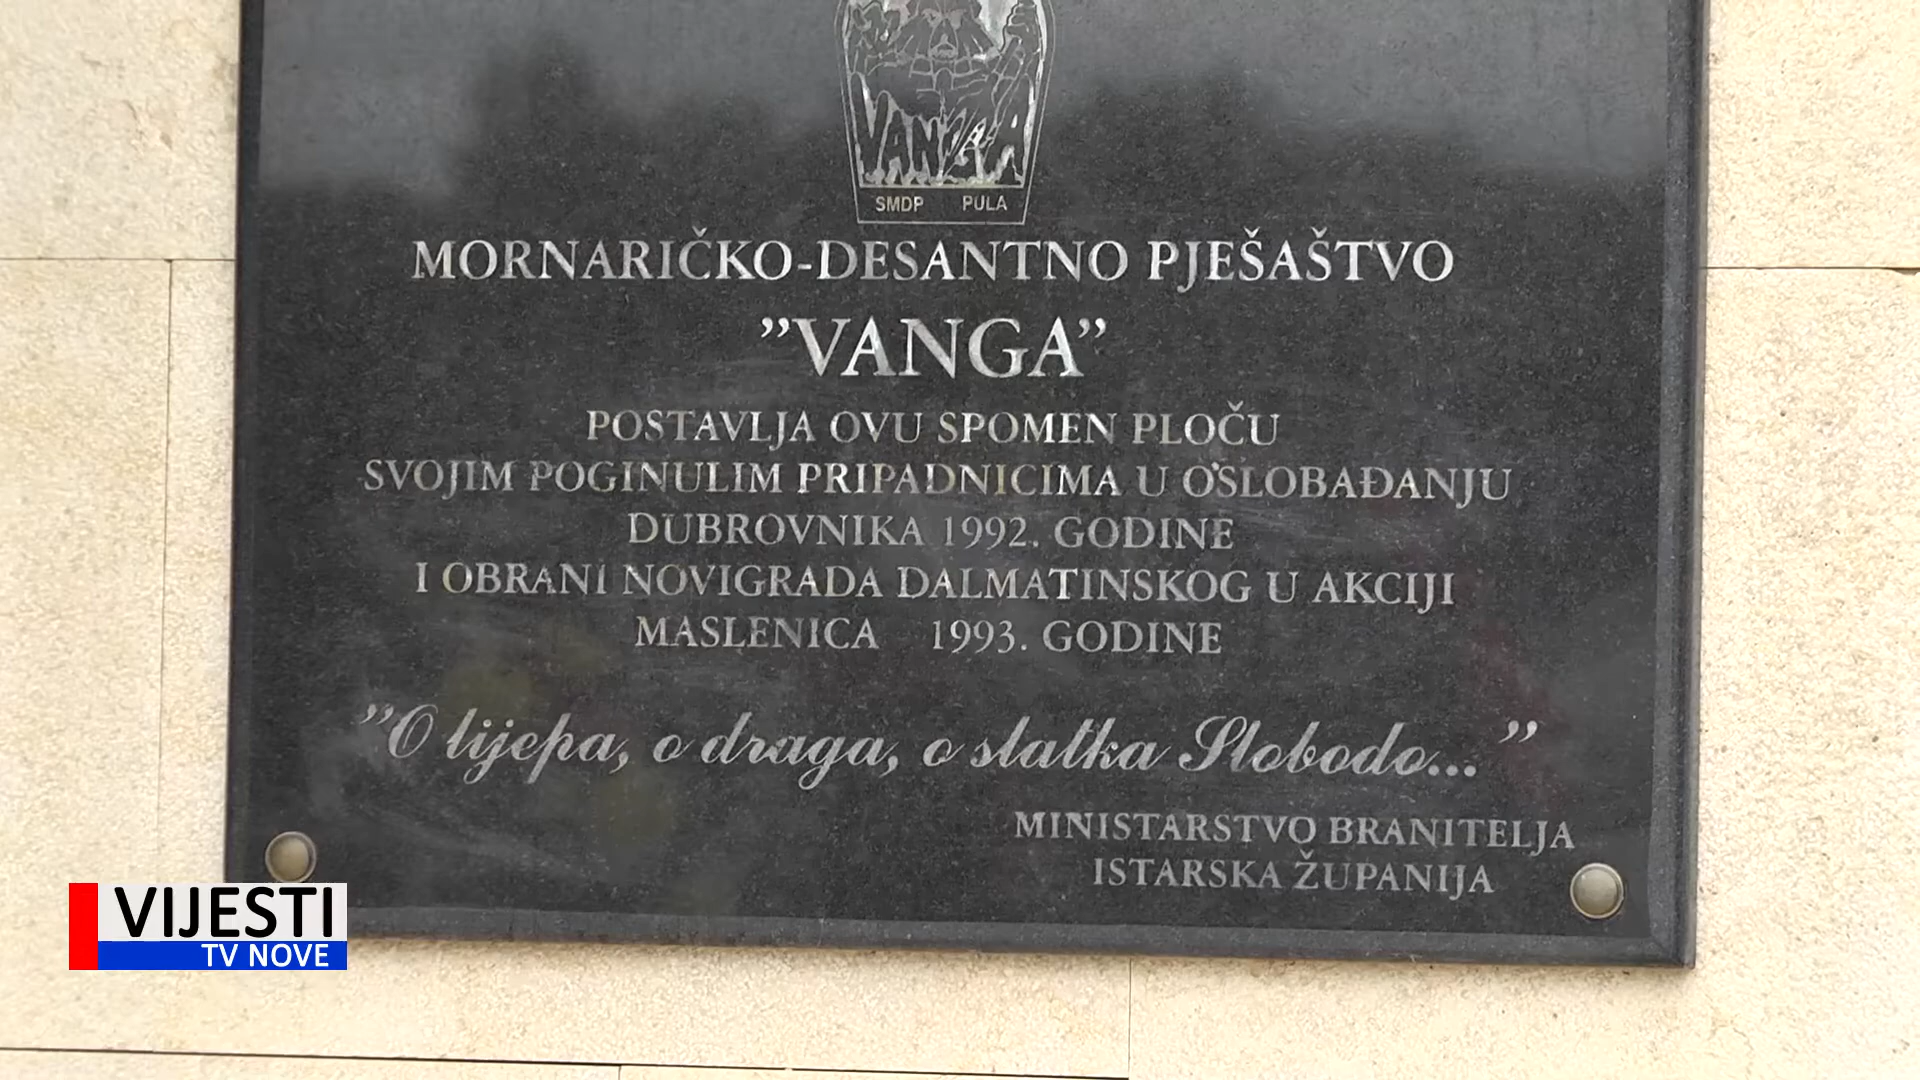 VANGA
SMDP PULA
MORNARIČKO-DESANTNO PJEŠAŠTVO
”VANGA”
POSTAVLJA OVU SPOMEN PLOČU
SVOJIM POGINULIM PRIPADNICIMA U OSLOBAĐANJU
DUBROVNIKA 1992. GODINE
I OBRANI NOVIGRADA DALMATINSKOG U AKCIJI
MASLENICA 1993. GODINE
”O lijepa, o draga, o slatka Slobodo...”
MINISTARSTVO BRANITELJA
ISTARSKA ŽUPANIJA
VIJESTI
TV NOVE